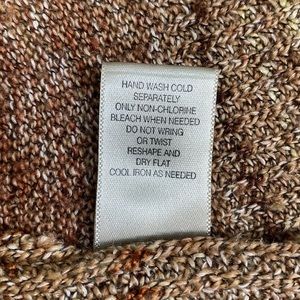 HAND WASH COLD
SEPARATELY
ONLY NON-CHLORINE
BLEACH WHEN NEEDED
DO NOT WRING
OR TWIST
RESHAPE AND
DRY FLAT
COOL IRON AS NEEDED